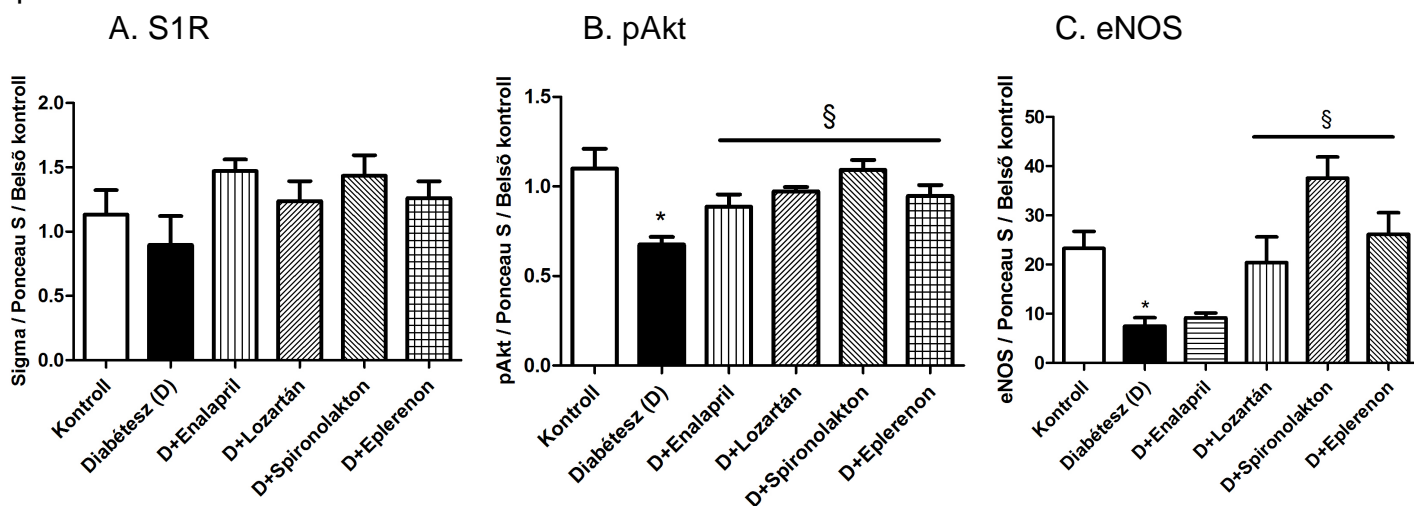 A. S1R
Sigma / Ponceau S / Belső kontroll
2.0
1.5
1.0
0.5
0.0
Kontroll
Diabétesz (D)
D+Enalapril
D+Lozartán
D+Spironolakton
D+Eplerenon
B. pAkt
pAkt / Ponceau S / Belső kontroll
1.5
1.0
0.5
0.0
*
§
Kontroll
Diabétesz (D)
D+Enalapril
D+Lozartán
D+Spironolakton
D+Eplerenon
C. eNOS
eNOS / Ponceau S / Belső kontroll
50
40
30
20
10
0
*
§
Kontroll
Diabétesz (D)
D+Enalapril
D+Lozartán
D+Spironolakton
D+Eplerenon